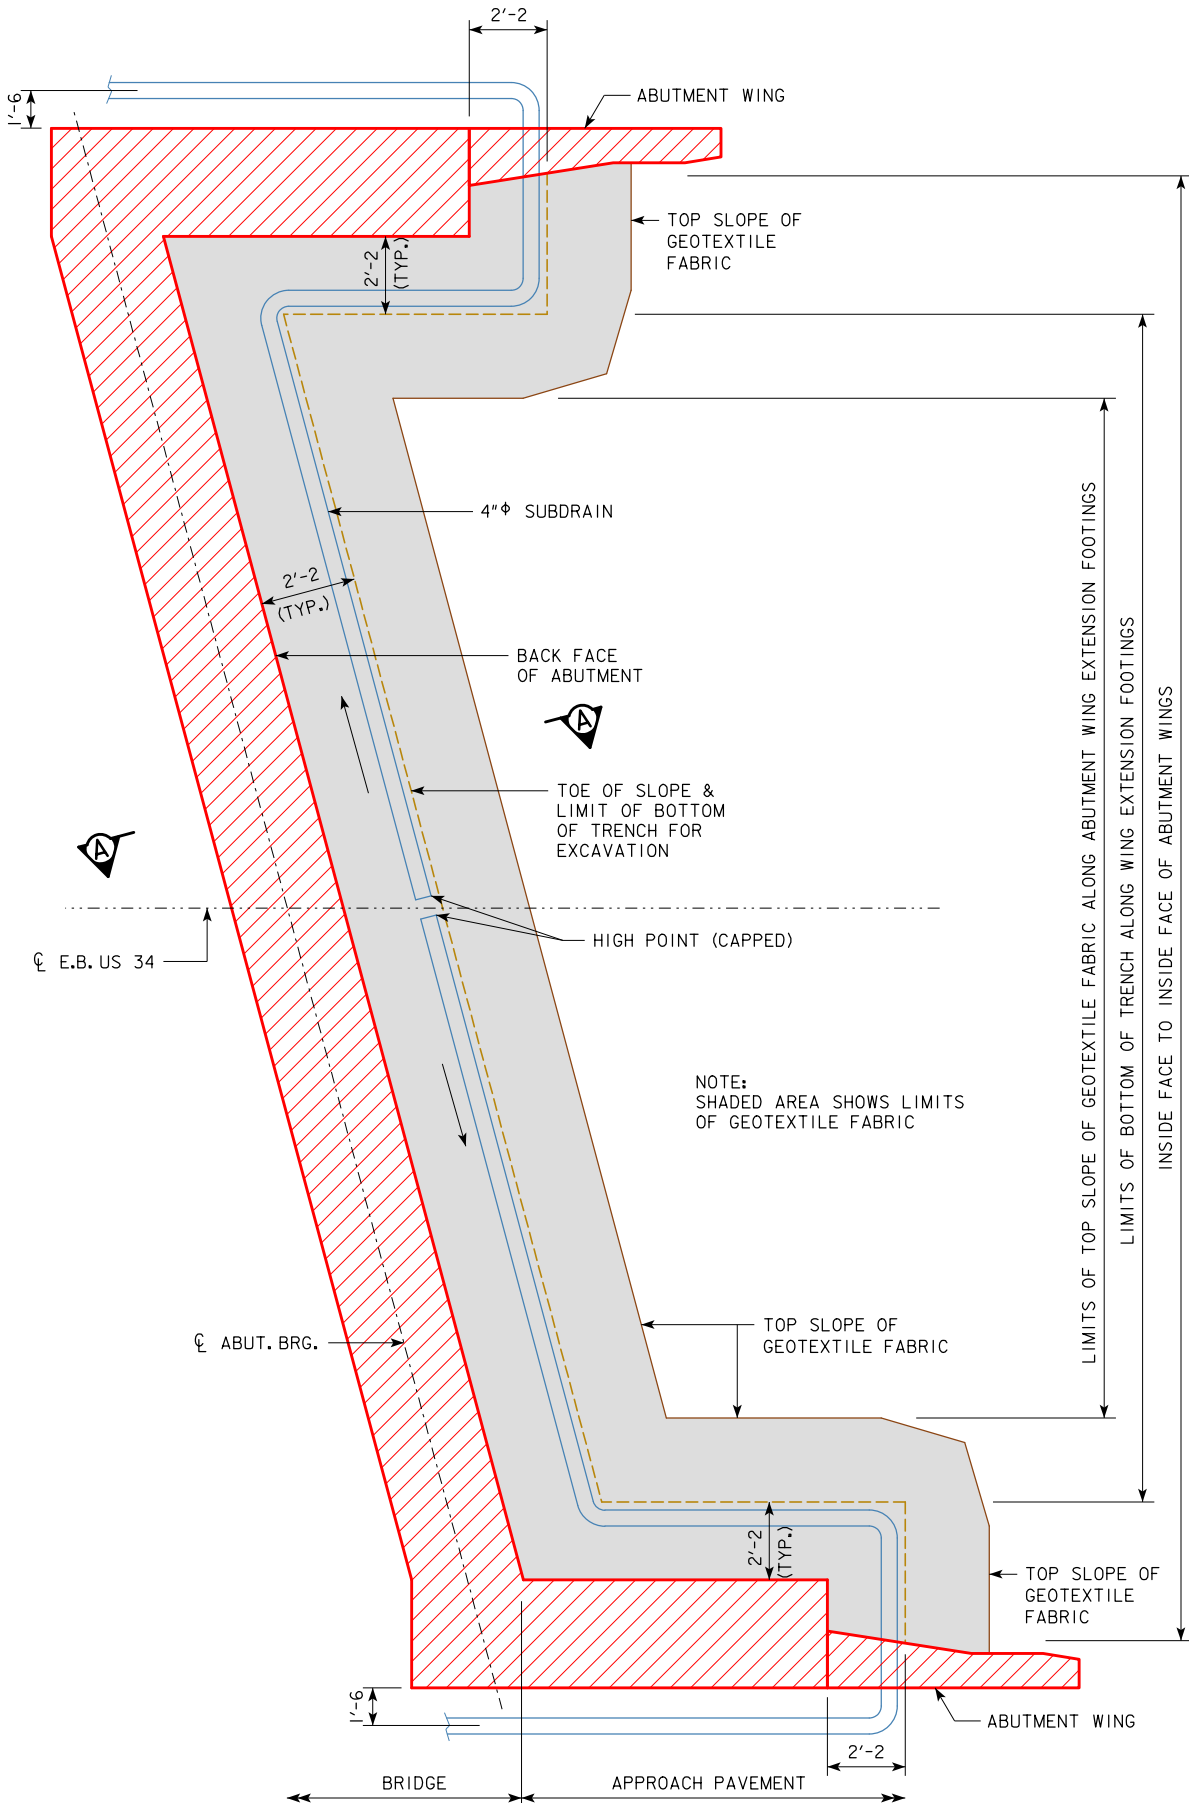 2'-2
1'-6
ABUTMENT WING
TOP SLOPE OF
GEOTEXTILE
FABRIC
2'-2
(TYP.)
4"ϕ SUBDRAIN
2'-2
(TYP.)
BACK FACE
OF ABUTMENT
A
TOE OF SLOPE &
LIMIT OF BOTTOM
OF TRENCH FOR
EXCAVATION
A
HIGH POINT (CAPPED)
℄ E.B. US 34
NOTE:
SHADED AREA SHOWS LIMITS
OF GEOTEXTILE FABRIC
LIMITS OF TOP SLOPE OF GEOTEXTILE FABRIC ALONG ABUTMENT WING EXTENSION FOOTINGS
LIMITS OF BOTTOM OF TRENCH ALONG WING EXTENSION FOOTINGS
INSIDE FACE TO INSIDE FACE OF ABUTMENT WINGS
℄ ABUT. BRG.
TOP SLOPE OF
GEOTEXTILE FABRIC
2'-2
(TYP.)
TOP SLOPE OF
GEOTEXTILE
FABRIC
1'-6
ABUTMENT WING
2'-2
BRIDGE
APPROACH PAVEMENT